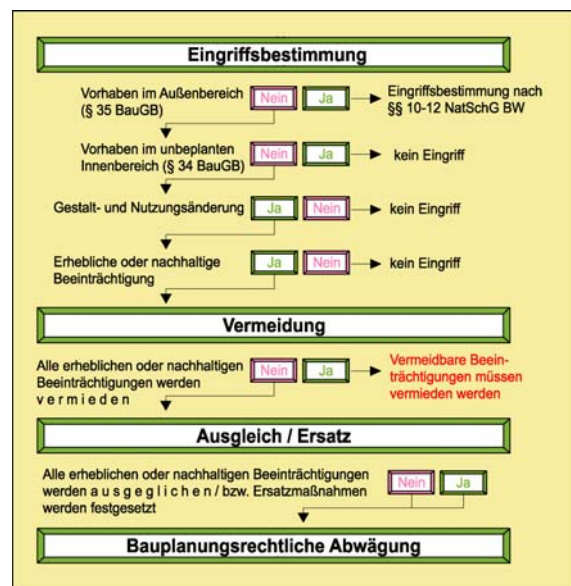 Eingriffsbestimmung
Vorhaben im Außenbereich
(§ 35 BauGB)
Nein
Ja
Eingriffsbestimmung nach
§§ 10-12 NatSchG BW
Vorhaben im unbeplanten
Innenbereich (§ 34 BauGB)
Nein
Ja
kein Eingriff
Gestalt- und Nutzungsänderung
Ja
Nein
kein Eingriff
Erhebliche oder nachhaltige
Beeinträchtigung
Ja
Nein
kein Eingriff
Vermeidung
Alle erheblichen oder nachhaltigen
Beeinträchtigungen werden
v e r m i e d e n
Nein
Ja
Vermeidbare Beein-
trächtigungen müssen
vermieden werden
Ausgleich / Ersatz
Alle erheblichen oder nachhaltigen Beeinträchtigungen
werden a u s g e g l i c h e n / bzw. Ersatzmaßnahmen
werden festgesetzt
Nein
Ja
Bauplanungsrechtliche Abwägung